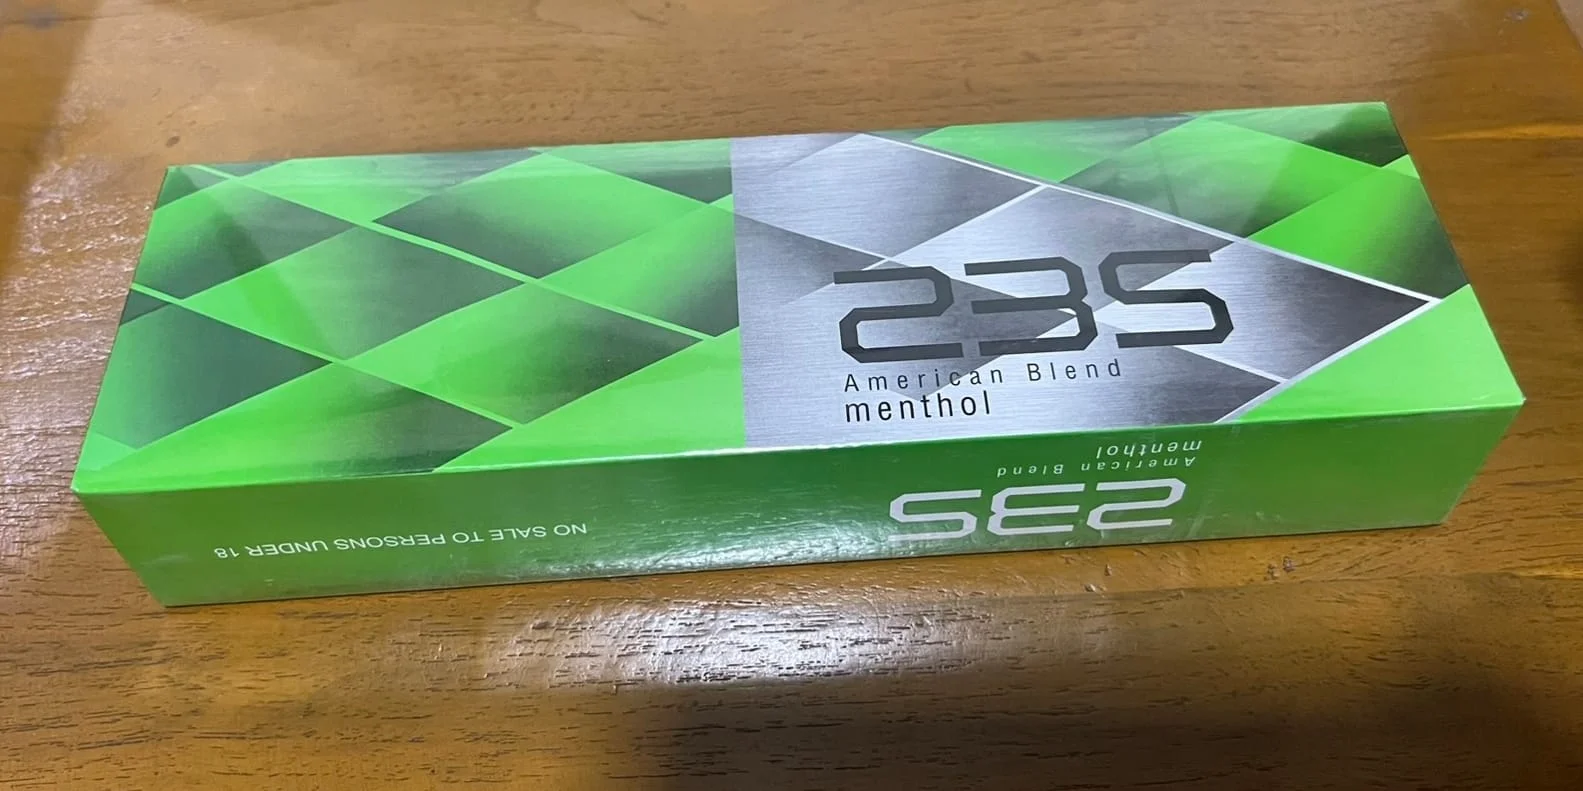 23S
American Blend
menthol
menthol
American Blend
23S
NO SALE TO PERSONS UNDER 18